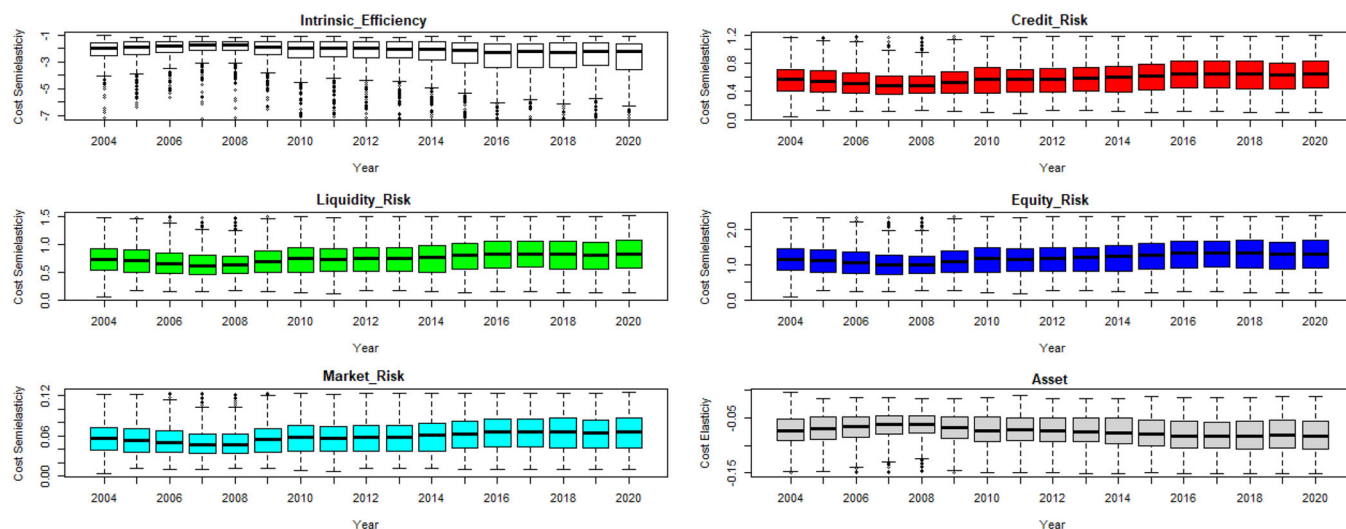 Intrinsic_Efficiency
Cost Semielasticiy
-1
-3
-5
-7
2004 2006 2008 2010 2012 2014 2016 2018 2020
Year
Credit_Risk
Cost Semielasticiy
1.2
0.8
0.4
0.0
2004 2006 2008 2010 2012 2014 2016 2018 2020
Year
Liquidity_Risk
Cost Semielasticiy
1.5
1.0
0.5
0.0
2004 2006 2008 2010 2012 2014 2016 2018 2020
Year
Equity_Risk
Cost Semielasticiy
2.0
1.0
0.0
2004 2006 2008 2010 2012 2014 2016 2018 2020
Year
Market_Risk
Cost Semielasticiy
0.12
0.06
0.00
2004 2006 2008 2010 2012 2014 2016 2018 2020
Year
Asset
Cost Elasticiy
-0.05
-0.15
2004 2006 2008 2010 2012 2014 2016 2018 2020
Year